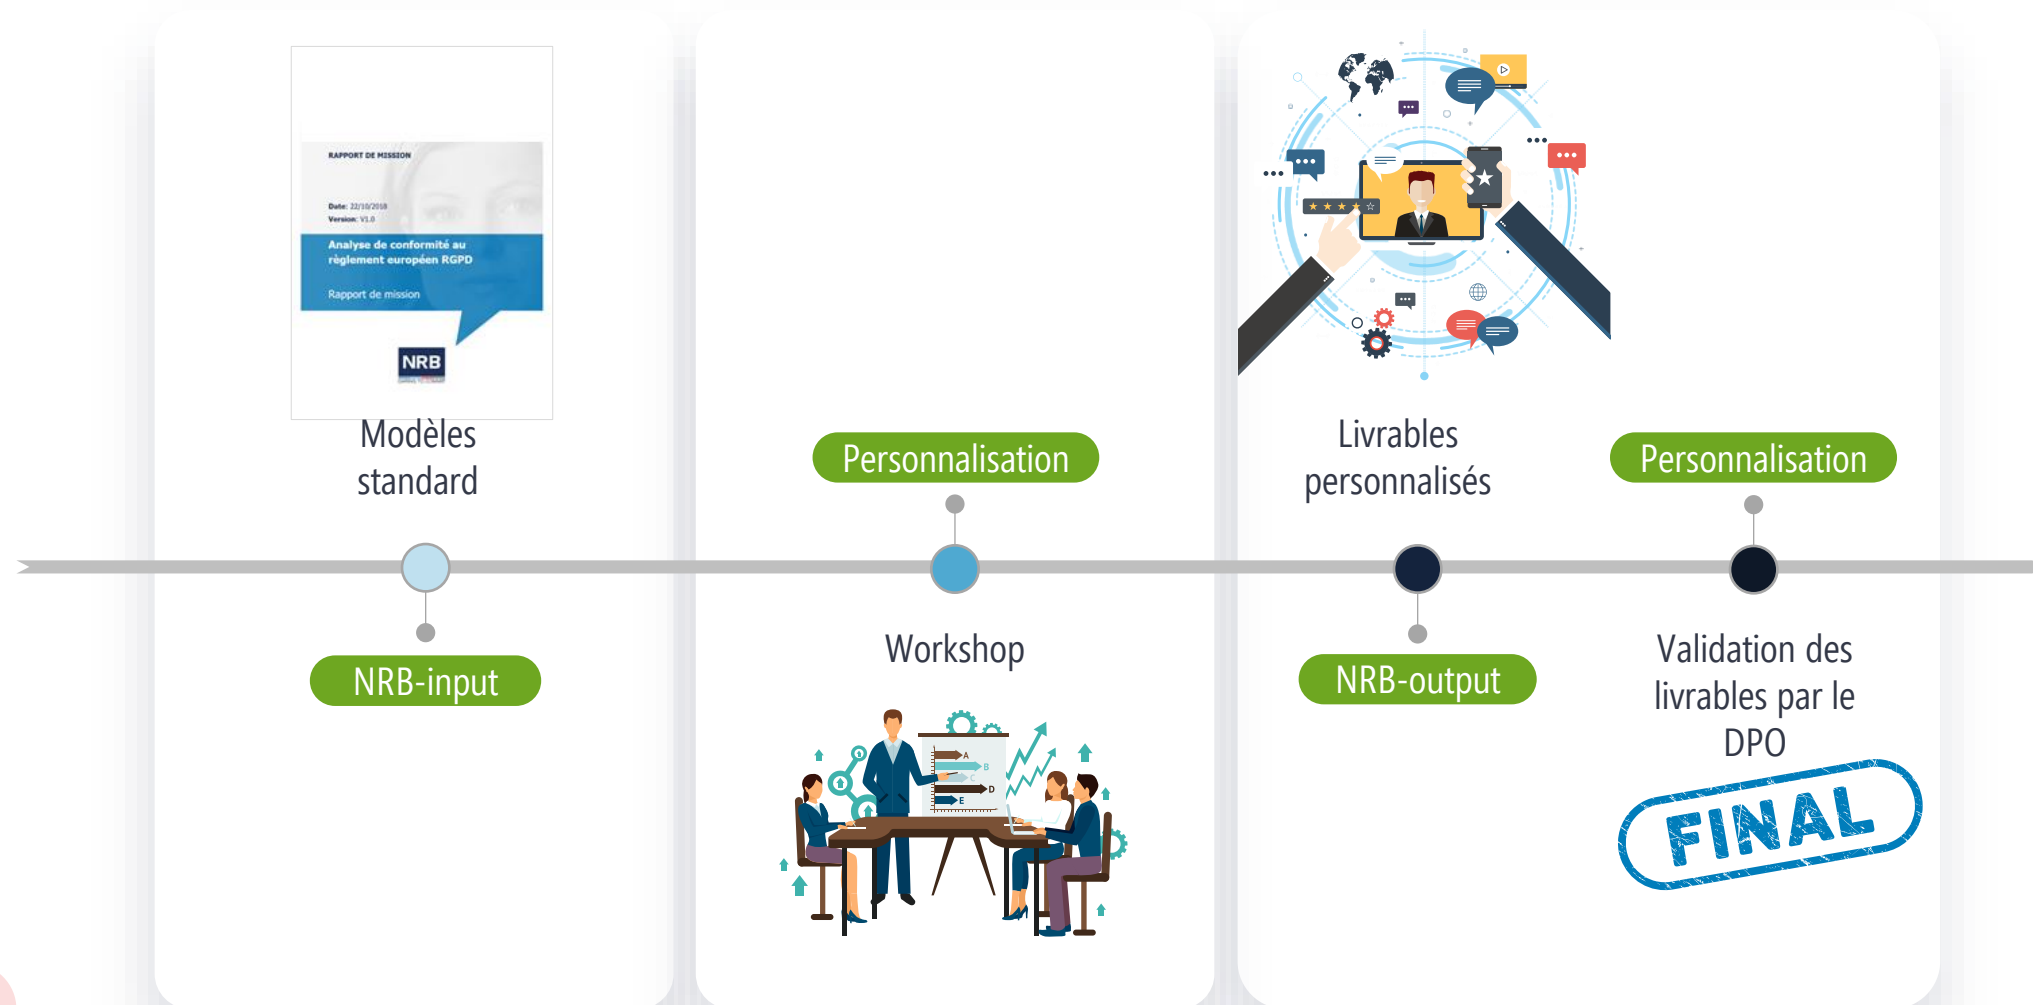 RAPPORT DE MISSION
Date: 22/10/2018
Version: V1.0
Analyse de conformité au
règlement européen RGPD
Rapport de mission
NRB
Modèles
standard
NRB-input
Personnalisation
Workshop
A
B
C
D
E
Livrables
personnalisés
NRB-output
Personnalisation
Validation des
livrables par le
DPO
FINAL